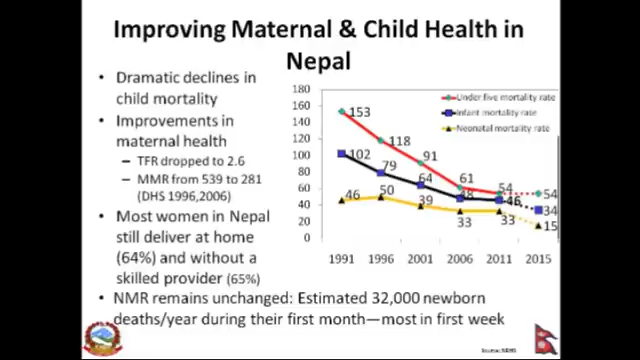 Improving Maternal & Child Health in
Nepal
• Dramatic declines in
child mortality
• Improvements in
maternal health
– TFR dropped to 2.6
– MMR from 539 to 281
(DHS 1996,2006)
• Most women in Nepal
still deliver at home
(64%) and without a
skilled provider (65%)
• NMR remains unchanged: Estimated 32,000 newborn
deaths/year during their first month—most in first week
180
160
140
120
100
80
60
40
20
0
Under five mortality rate
Infant mortality rate
Neonatal mortality rate
153
118
91
61
54
54
102
79
64
48
46
34
46
50
39
33
33
15
1991 1996 2001 2006 2011 2015